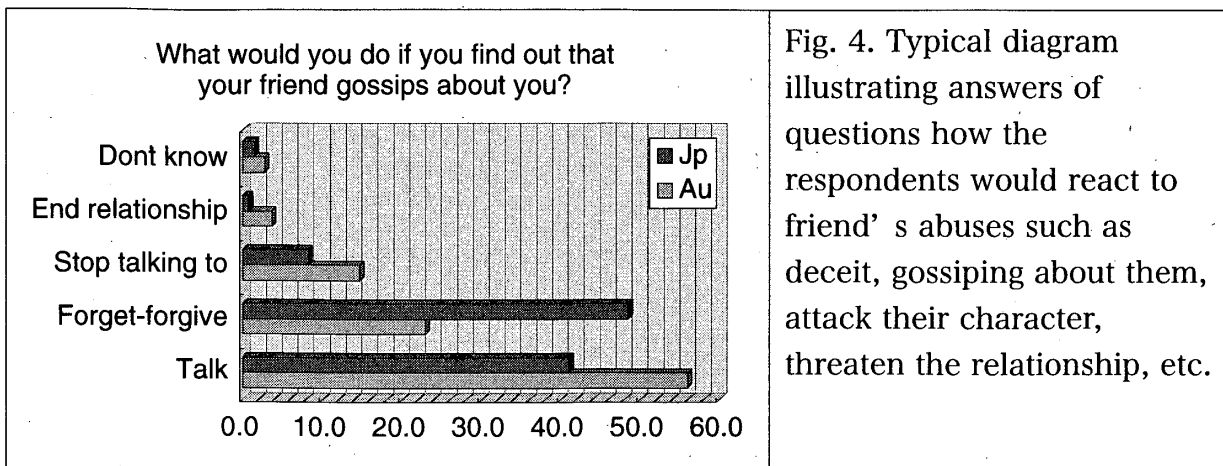 What would you do if you find out that
your friend gossips about you?
Dont know
End relationship
Stop talking to
Forget-forgive
Talk
Jp
Au
0.0 10.0 20.0 30.0 40.0 50.0 60.0
Fig. 4. Typical diagram
illustrating answers of
questions how the
respondents would react to
friend' s abuses such as
deceit, gossiping about them,
attack their character,
threaten the relationship, etc.